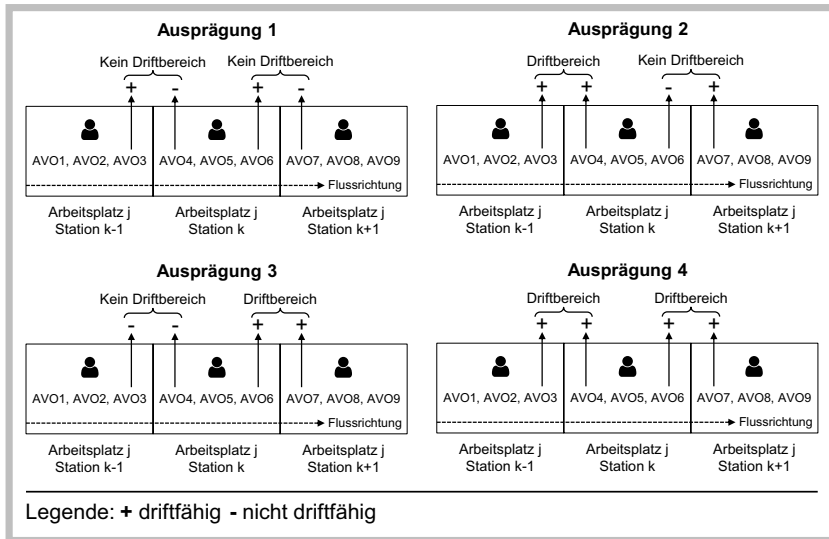 Ausprägung 1
Kein Driftbereich Kein Driftbereich
+ - + -
AVO1, AVO2, AVO3 AVO4, AVO5, AVO6 AVO7, AVO8, AVO9
Flussrichtung
Arbeitsplatz j Arbeitsplatz j Arbeitsplatz j
Station k-1 Station k Station k+1
Ausprägung 2
Driftbereich Kein Driftbereich
+ + - +
AVO1, AVO2, AVO3 AVO4, AVO5, AVO6 AVO7, AVO8, AVO9
Flussrichtung
Arbeitsplatz j Arbeitsplatz j Arbeitsplatz j
Station k-1 Station k Station k+1
Ausprägung 3
Kein Driftbereich Driftbereich
- - + +
AVO1, AVO2, AVO3 AVO4, AVO5, AVO6 AVO7, AVO8, AVO9
Flussrichtung
Arbeitsplatz j Arbeitsplatz j Arbeitsplatz j
Station k-1 Station k Station k+1
Ausprägung 4
Driftbereich Driftbereich
+ + + +
AVO1, AVO2, AVO3 AVO4, AVO5, AVO6 AVO7, AVO8, AVO9
Flussrichtung
Arbeitsplatz j Arbeitsplatz j Arbeitsplatz j
Station k-1 Station k Station k+1
Legende: + driftfähig - nicht driftfähig